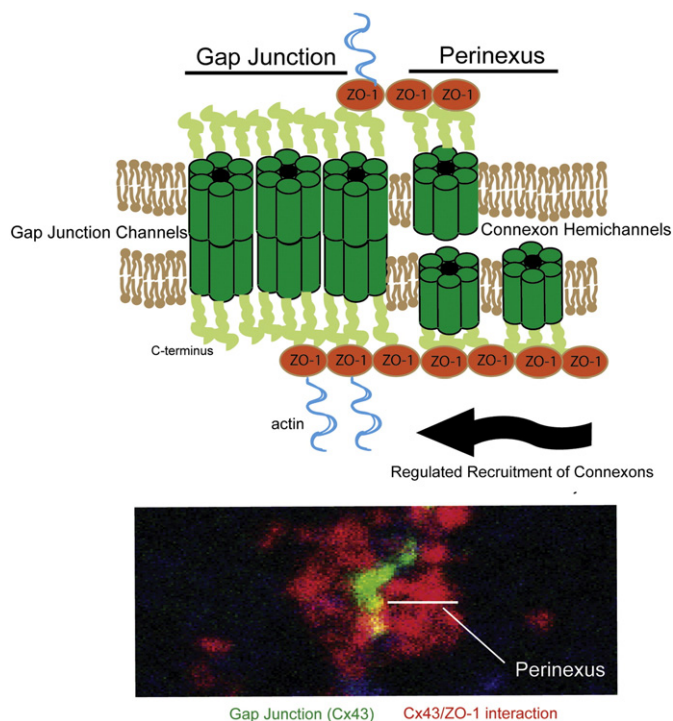 Gap Junction
Perinexus
ZO-1
ZO-1
ZO-1
Gap Junction Channels
Connexon Hemichannels
C-terminus
ZO-1
ZO-1
ZO-1
ZO-1
ZO-1
ZO-1
ZO-1
actin
Regulated Recruitment of Connexons
Perinexus
Gap Junction (Cx43)
Cx43/ZO-1 interaction